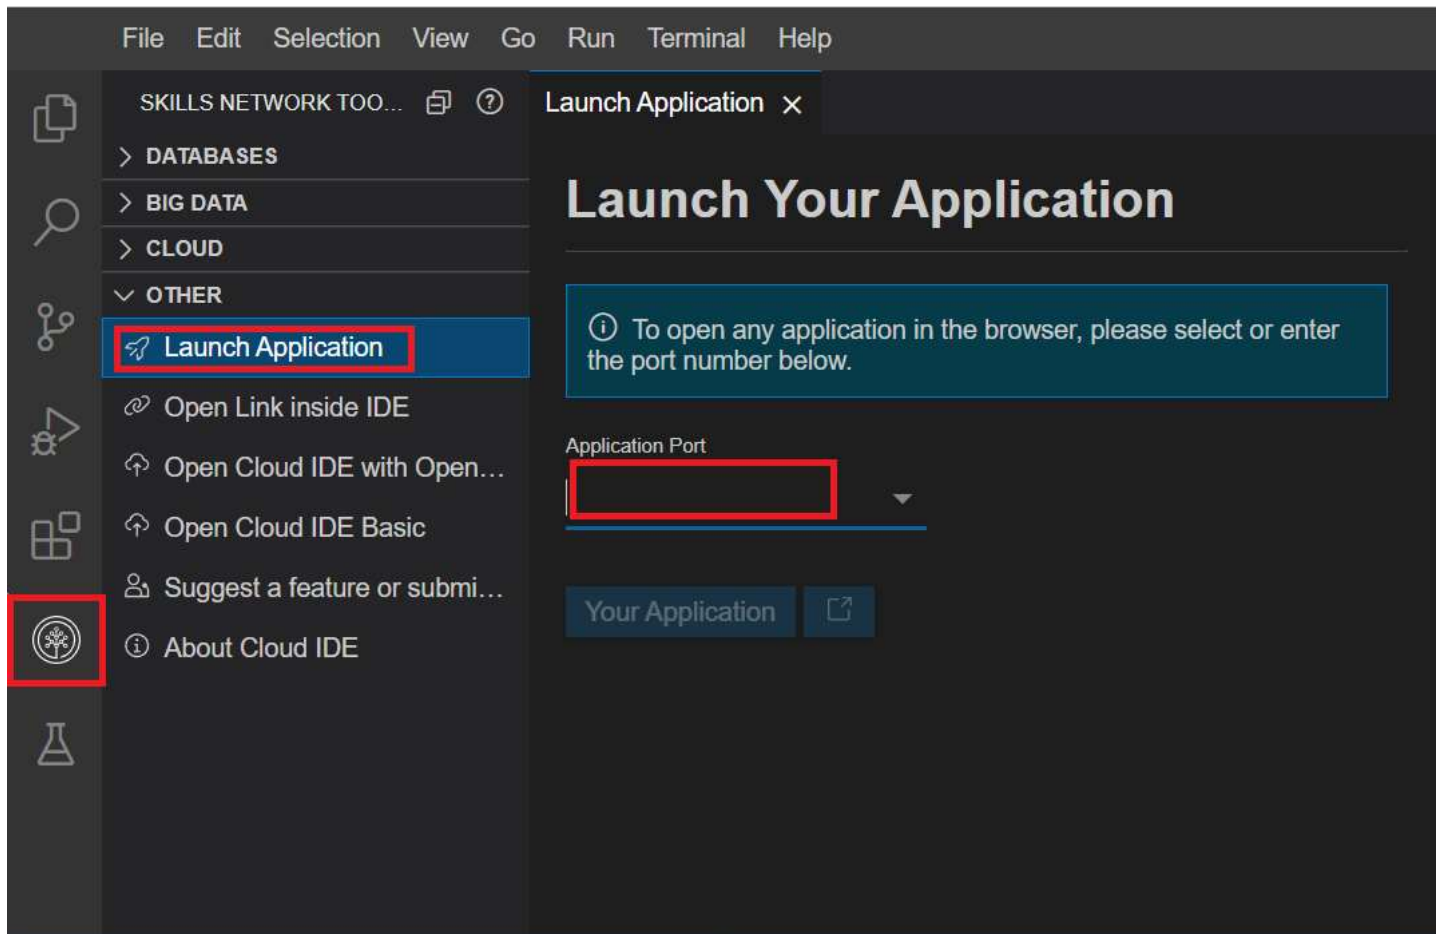 File Edit Selection View Go Run Terminal Help
SKILLS NETWORK TOO...
DATABASES
BIG DATA
CLOUD
OTHER
Launch Application
Open Link inside IDE
Open Cloud IDE with Open...
Open Cloud IDE Basic
Suggest a feature or submi...
About Cloud IDE
Launch Application
Launch Your Application
To open any application in the browser, please select or enter
the port number below.
Application Port
Your Application